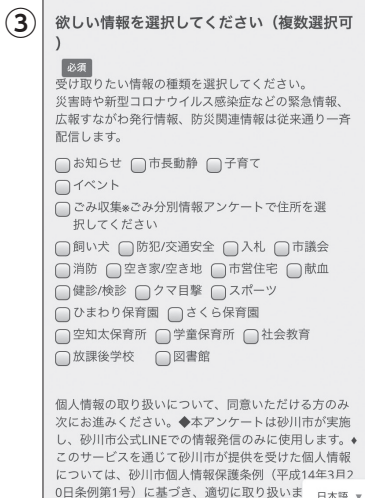 ③
欲しい情報を選択してください（複数選択可
）
必須
受け取りたい情報の種類を選択してください。
災害時や新型コロナウイルス感染症などの緊急情報、
広報すながわ発行情報、防災関連情報は従来通り一斉
配信します。
お知らせ 市長動静 子育て
イベント
ごみ収集※ごみ分別情報アンケートで住所を選
択してください
飼い犬 防犯/交通安全 入札 市議会
消防 空き家/空き地 市営住宅 献血
健診/検診 クマ目撃 スポーツ
ひまわり保育園 さくら保育園
空知太保育所 学童保育所 社会教育
放課後学校 図書館
個人情報の取り扱いについて、同意いただける方のみ
次にお進みください。◆本アンケートは砂川市が実施
し、砂川市公式LINEでの情報発信のみに使用します。♦
このサービスを通じて砂川市が提供を受けた個人情報
については、砂川市個人情報保護条例（平成14年3月2
0日条例第1号）に基づき、適切に取り扱いま
日本語 ▼